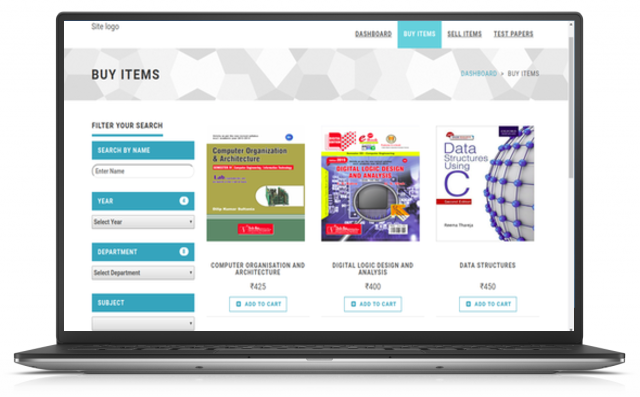 Site logo
DASHBOARD BUY ITEMS SELL ITEMS TEST PAPERS
BUY ITEMS
DASHBOARD > BUY ITEMS
FILTER YOUR SEARCH
SEARCH BY NAME
Enter Name
YEAR
Select Year
DEPARTMENT
Select Department
SUBJECT
Computer Organization
& Architecture
DIGITAL LOGIC DESIGN
AND ANALYSIS
Data
Structures
Using
C
Second Edition
Reema Thareja
COMPUTER ORGANISATION AND
ARCHITECTURE
₹425
ADD TO CART
DIGITAL LOGIC DESIGN AND
ANALYSIS
₹400
ADD TO CART
DATA STRUCTURES
₹450
ADD TO CART